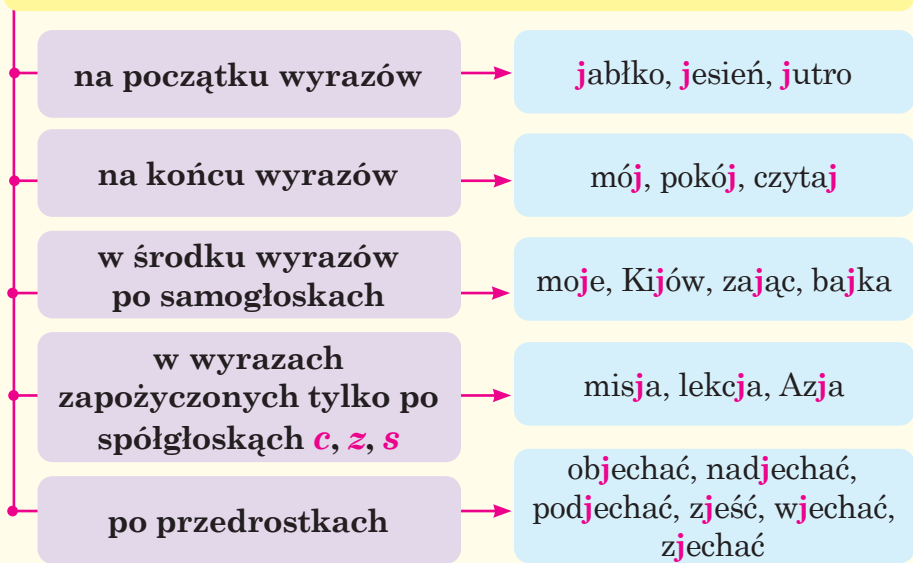 na początku wyrazów
jabłko, jesień, jutro
na końcu wyrazów
mój, pokój, czytaj
w środku wyrazów
po samogłoskach
moje, Kijów, zając, bajka
w wyrazach
zapożyczonych tylko po
spółgłoskąch c, z, s
misja, lekcja, Azja
po przedrostkach
objechać, nadjechać,
podjechać, zjeść, wjechać,
zjechać